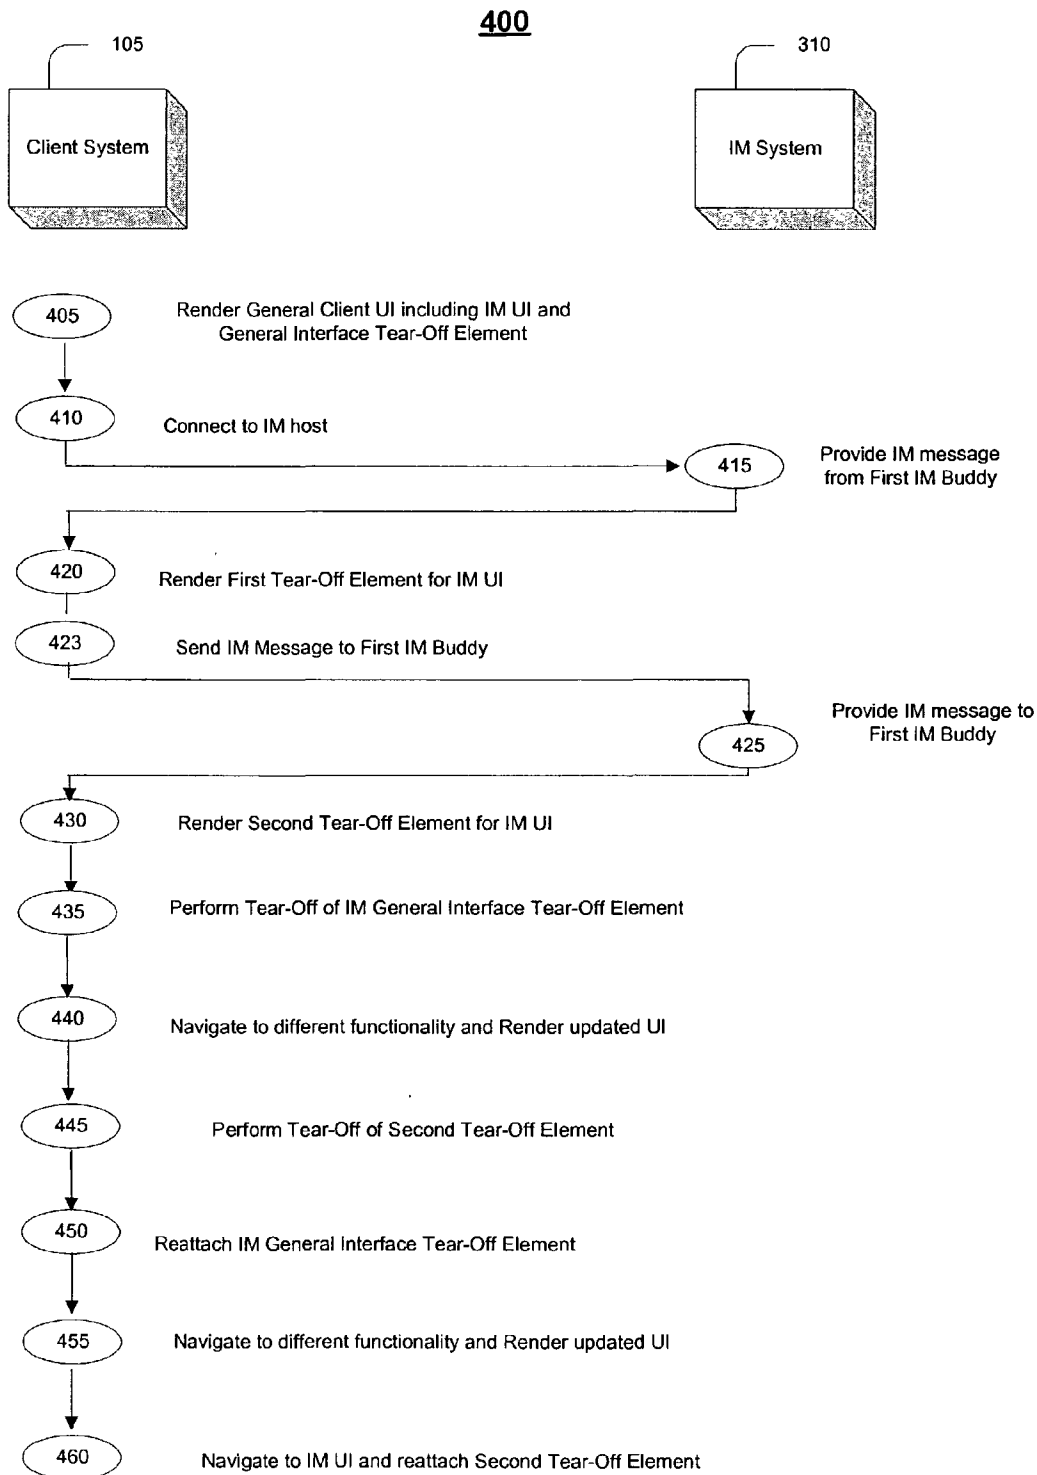 400
105
310
Client System
IM System
405
Render General Client UI including IM UI and
General Interface Tear-Off Element
410
Connect to IM host
415
Provide IM message
from First IM Buddy
420
Render First Tear-Off Element for IM UI
423
Send IM Message to First IM Buddy
Provide IM message to
First IM Buddy
425
430
Render Second Tear-Off Element for IM UI
435
Perform Tear-Off of IM General Interface Tear-Off Element
440
Navigate to different functionality and Render updated UI
445
Perform Tear-Off of Second Tear-Off Element
450
Reattach IM General Interface Tear-Off Element
455
Navigate to different functionality and Render updated UI
460
Navigate to IM UI and reattach Second Tear-Off Element